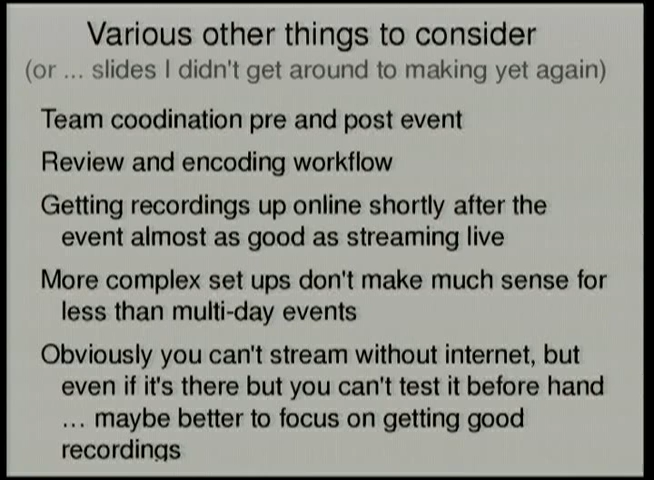 Various other things to consider
(or ... slides I didn't get around to making yet again)
Team coodination pre and post event
Review and encoding workflow
Getting recordings up online shortly after the
event almost as good as streaming live
More complex set ups don't make much sense for
less than multi-day events
Obviously you can't stream without internet, but
even if it's there but you can't test it before hand
... maybe better to focus on getting good
recordings